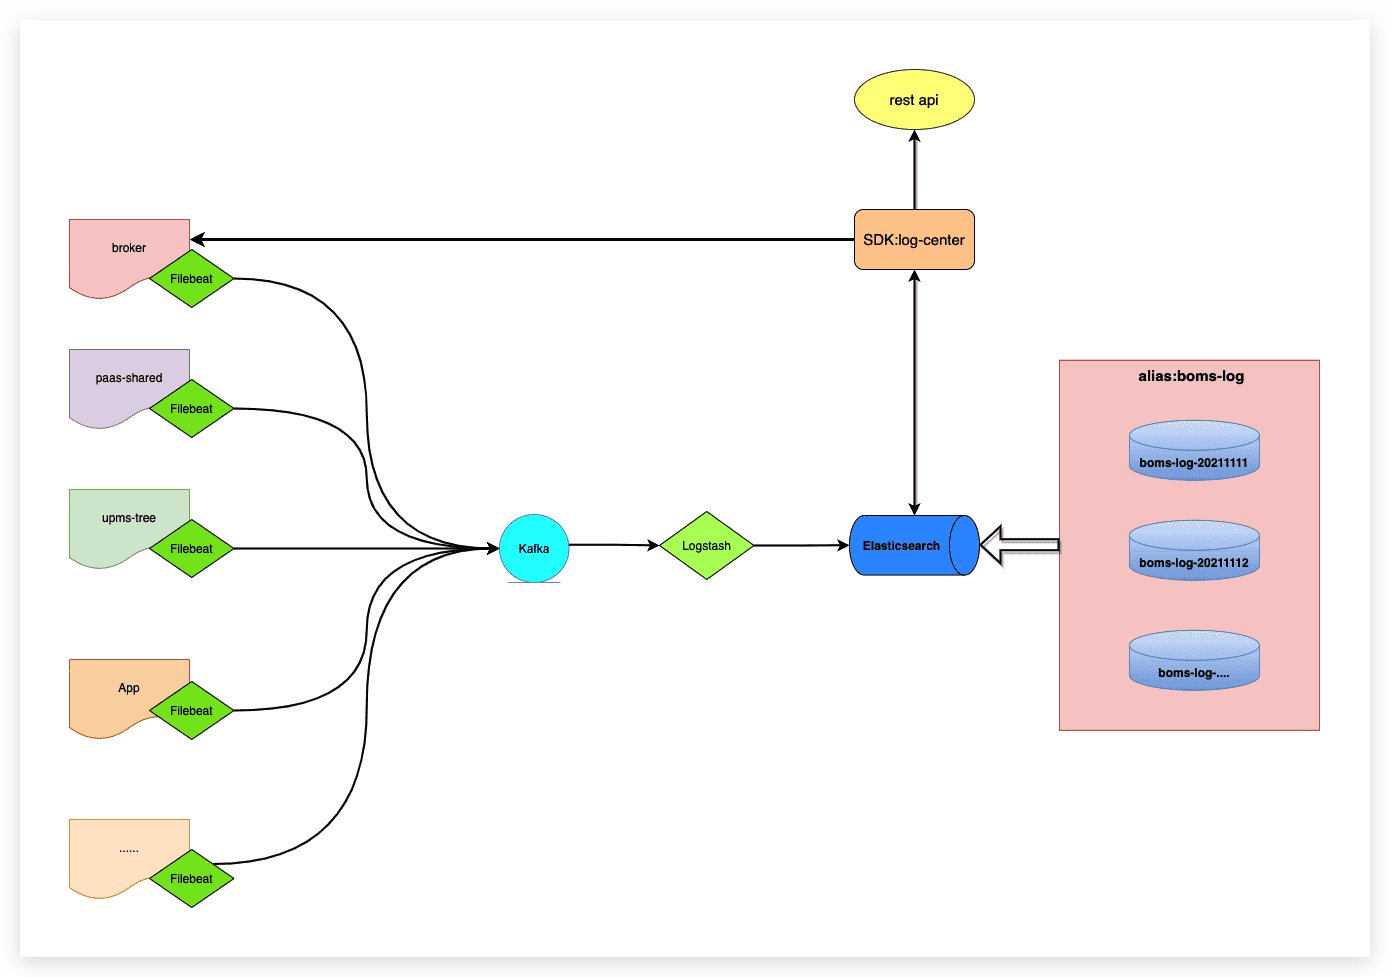 rest api
SDK:log-center
broker
Filebeat
paas-shared
Filebeat
upms-tree
Filebeat
App
Filebeat
......
Filebeat
Kafka
Logstash
Elasticsearch
alias:boms-log
boms-log-20211111
boms-log-20211112
boms-log-....